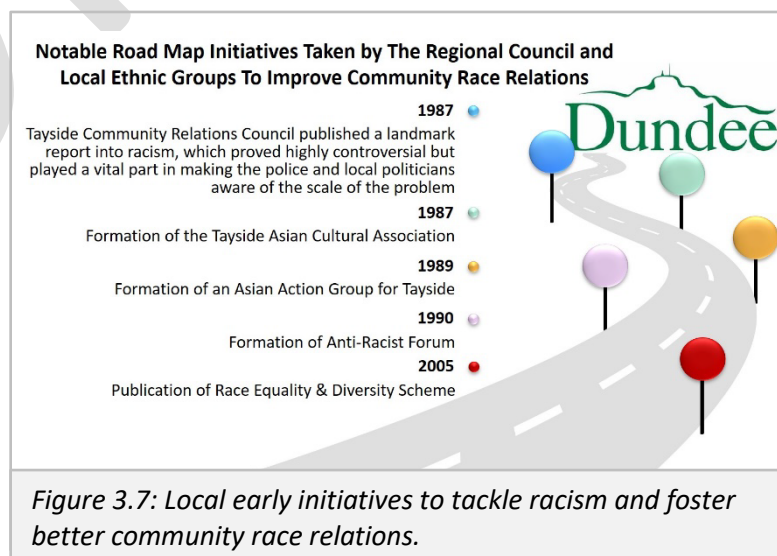 Notable Road Map Initiatives Taken by The Regional Council and
Local Ethnic Groups To Improve Community Race Relations
Dundee
1987
Tayside Community Relations Council published a landmark
report into racism, which proved highly controversial but
played a vital part in making the police and local politicians
aware of the scale of the problem
1987
Formation of the Tayside Asian Cultural Association
1989
Formation of an Asian Action Group for Tayside
1990
Formation of Anti-Racist Forum
2005
Publication of Race Equality & Diversity Scheme
Figure 3.7: Local early initiatives to tackle racism and foster
better community race relations.